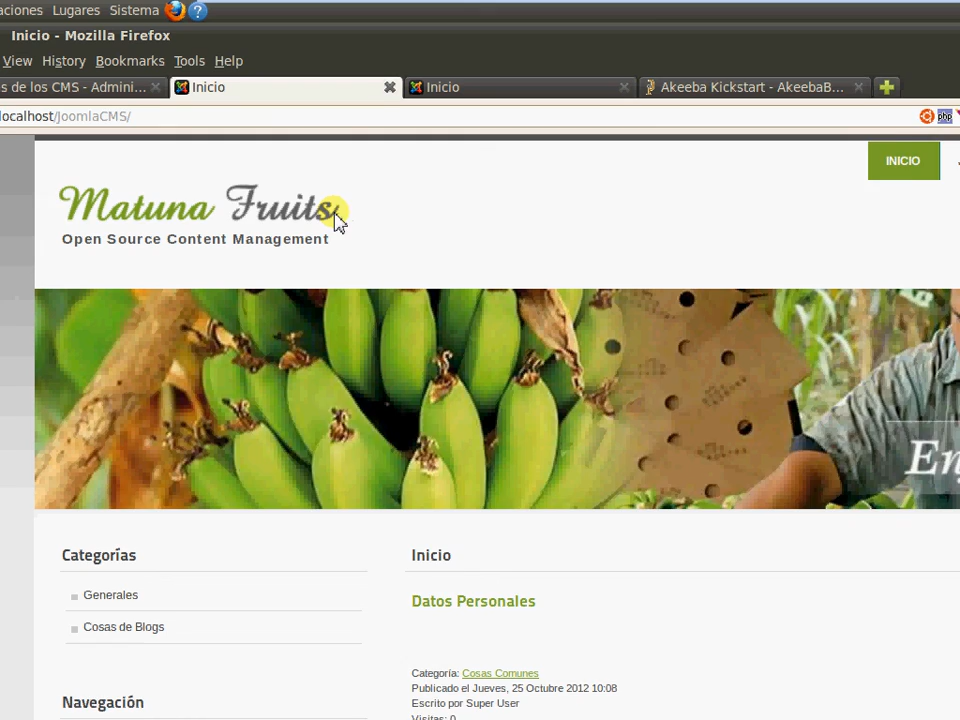 aciones Lugares Sistema
Inicio - Mozilla Firefox
View History Bookmarks Tools Help
s de los CMS - Admini... Inicio Inicio Akeeba Kickstart - AkeebaB...
localhost/JoomlaCMS/
php
INICIO
Matuna Fruits
Open Source Content Management
En
Categorías
Inicio
Generales
Datos Personales
Cosas de Blogs
Categoría: Cosas Comunes
Publicado el Jueves, 25 Octubre 2012 10:08
Navegación
Escrito por Super User
Visitas: 0